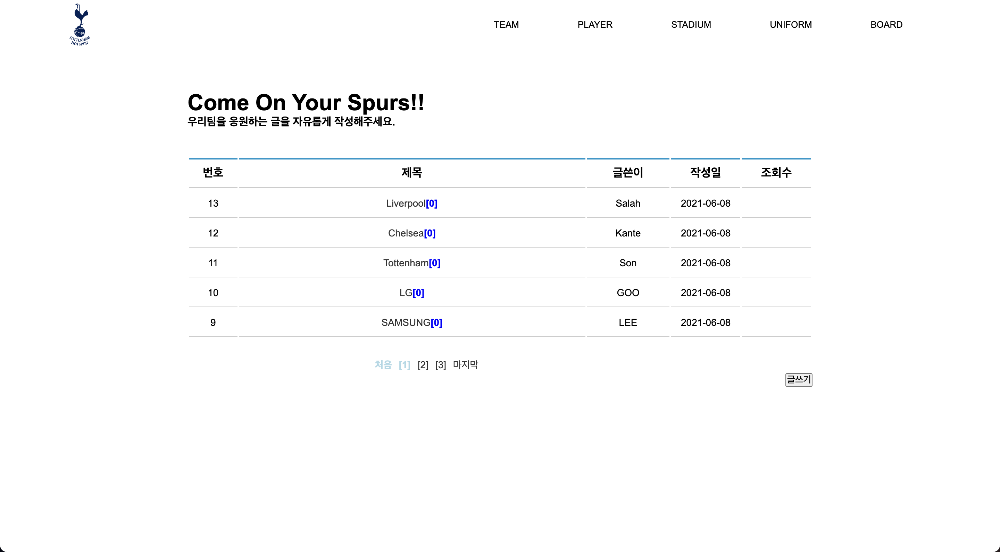 TOTTENHAM
HOTSPUR
TEAM PLAYER STADIUM UNIFORM BOARD
Come On Your Spurs!!
우리팀을 응원하는 글을 자유롭게 작성해주세요.
번호 제목 글쓴이 작성일 조회수
13 Liverpool[0] Salah 2021-06-08
12 Chelsea[0] Kante 2021-06-08
11 Tottenham[0] Son 2021-06-08
10 LG[0] GOO 2021-06-08
9 SAMSUNG[0] LEE 2021-06-08
처음 [1] [2] [3] 마지막
글쓰기